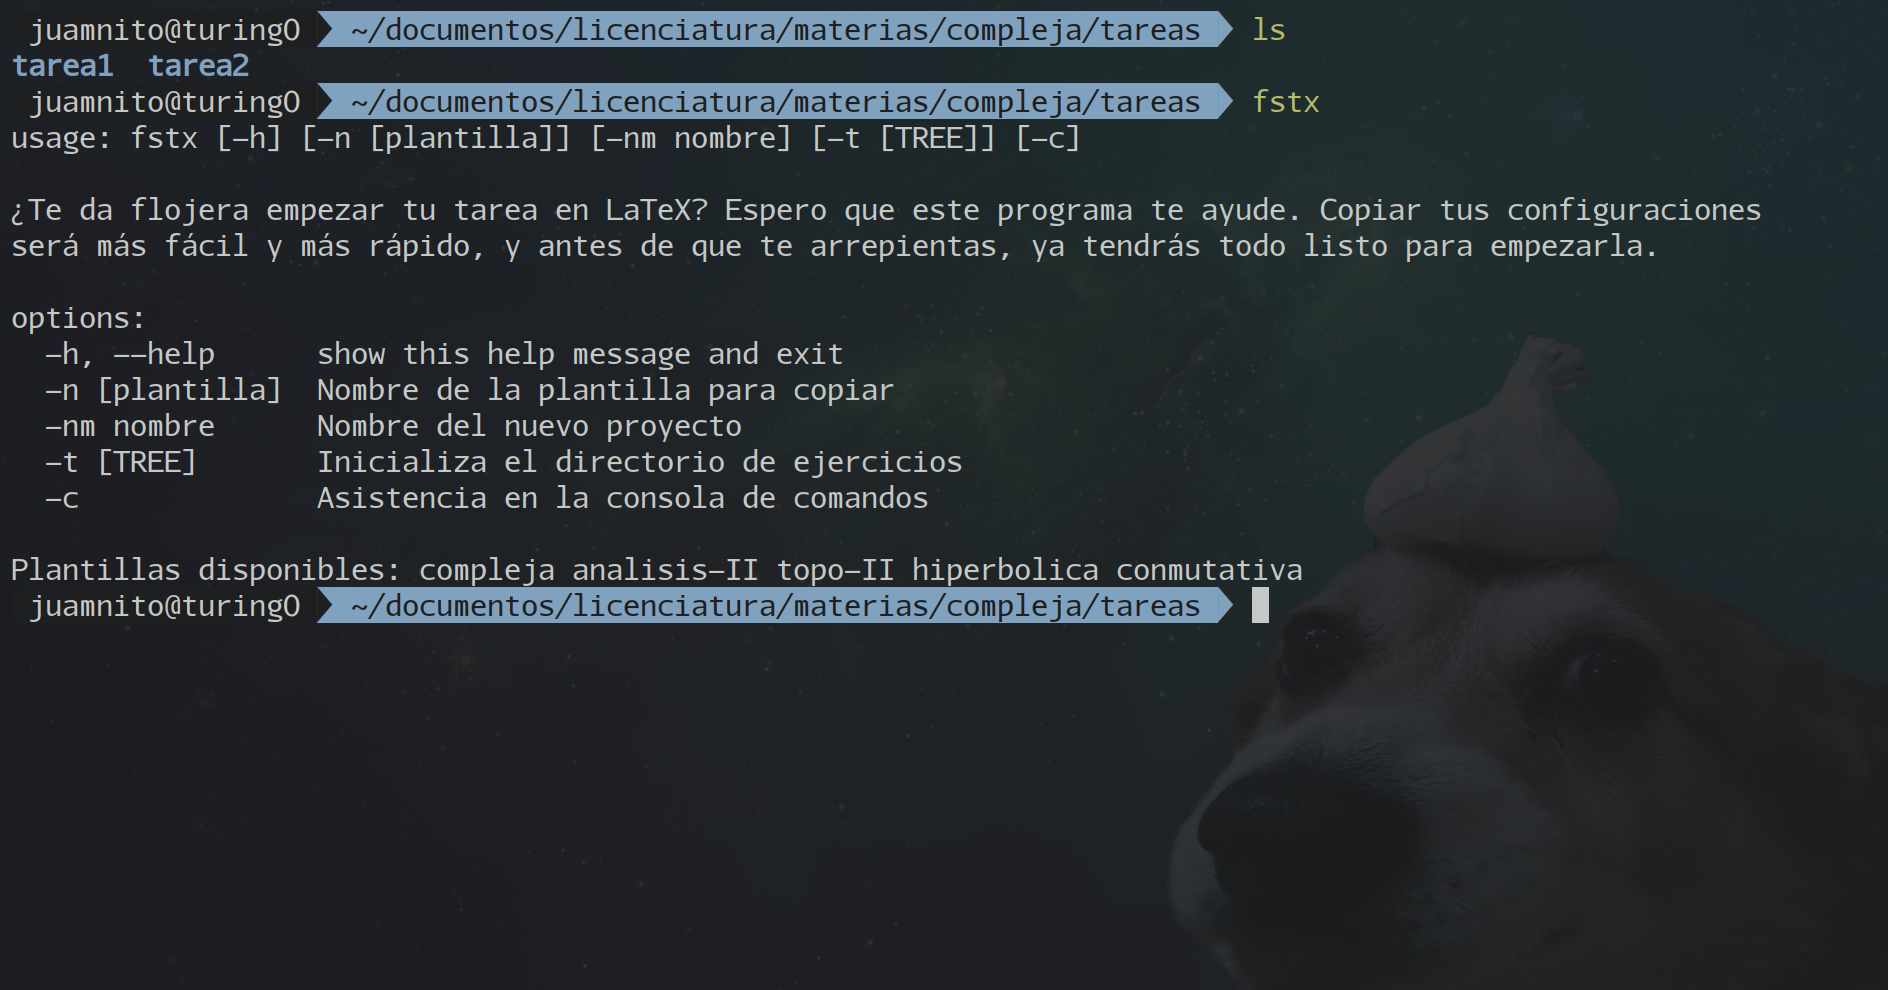 juamnito@turing0 ~/documentos/licenciatura/materias/compleja/tareas ls
tarea1  tarea2
juamnito@turing0 ~/documentos/licenciatura/materias/compleja/tareas fstx
usage: fstx [-h] [-n [plantilla]] [-nm nombre] [-t [TREE]] [-c]
¿Te da flojera empezar tu tarea en LaTeX? Espero que este programa te ayude. Copiar tus configuraciones
será más fácil y más rápido, y antes de que te arrepientas, ya tendrás todo listo para empezarla.
options:
-h, --help      show this help message and exit
-n [plantilla]  Nombre de la plantilla para copiar
-nm nombre      Nombre del nuevo proyecto
-t [TREE]       Inicializa el directorio de ejercicios
-c              Asistencia en la consola de comandos
Plantillas disponibles: compleja analisis-II topo-II hiperbolica conmutativa
juamnito@turing0 ~/documentos/licenciatura/materias/compleja/tareas